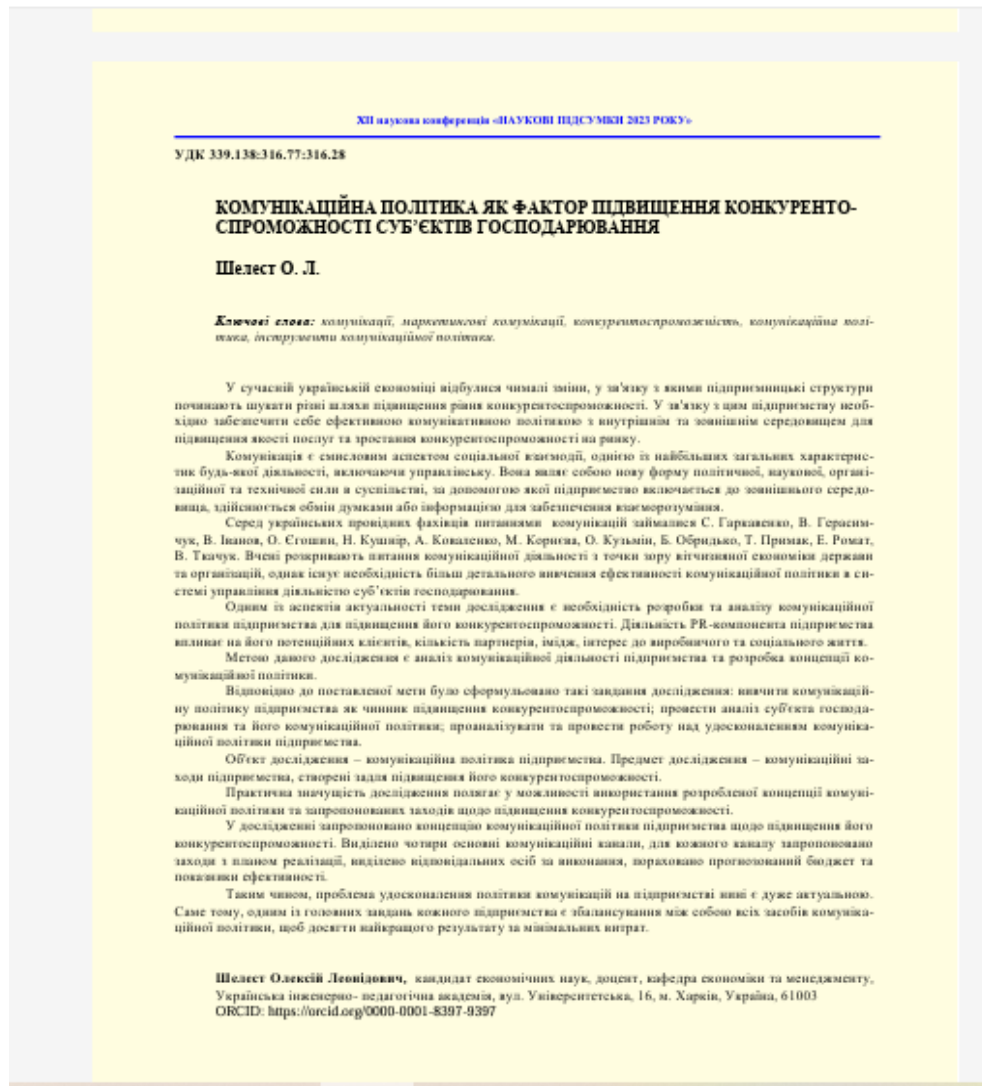 XII наукова конференція «НАУКОВІ ПІДСУМКИ 2023 РОКУ»
УДК 339.138:316.77:316.28
КОМУНІКАЦІЙНА ПОЛІТИКА ЯК ФАКТОР ПІДВИЩЕННЯ КОНКУРЕНТО-
СПРОМОЖНОСТІ СУБ’ЄКТІВ ГОСПОДАРЮВАННЯ
Шелест О. Л.
Ключові слова: комунікації, маркетингові комунікації, конкурентоспроможність, комунікаційна полі-
тика, інструменти комунікаційної політики.
У сучасній українській економіці відбулися чималі зміни, у зв'язку з якими підприємницькі структури
починають шукати різні шляхи підвищення рівня конкурентоспроможності. У зв'язку з цим підприємству необ-
хідно забезпечити себе ефективною комунікативною політикою з внутрішнім та зовнішнім середовищем для
підвищення якості послуг та зростання конкурентоспроможності на ринку.
Комунікація є смисловим аспектом соціальної взаємодії, однією із найбільших загальних характерис-
тик будь-якої діяльності, включаючи управлінську. Вона являє собою нову форму політичної, наукової, органі-
заційної та технічної сили в суспільстві, за допомогою якої підприємство включається до зовнішнього середо-
вища, здійснюється обмін думками або інформацією для забезпечення взаєморозуміння.
Серед українських провідних фахівців питаннями комунікацій займалися С. Гаркавенко, В. Герасим-
чук, В. Іванов, О. Єгошин, Н. Кушнір, А. Коваленко, М. Корнєва, О. Кузьмін, Б. Обридько, Т. Примак, Е. Ромат,
В. Ткачук. Вчені розкривають питання комунікаційної діяльності з точки зору вітчизняної економіки держави
та організацій, однак існує необхідність більш детального вивчення ефективності комунікаційної політики в си-
стемі управління діяльністю суб’єктів господарювання.
Одним із аспектів актуальності теми дослідження є необхідність розробки та аналізу комунікаційної
політики підприємства для підвищення його конкурентоспроможності. Діяльність PR-компонента підприємства
впливає на його потенційних клієнтів, кількість партнерів, імідж, інтерес до виробничого та соціального життя.
Метою даного дослідження є аналіз комунікаційної діяльності підприємства та розробка концепції ко-
мунікаційної політики.
Відповідно до поставленої мети було сформульовано такі завдання дослідження: вивчити комунікацій-
ну політику підприємства як чинник підвищення конкурентоспроможності; провести аналіз суб'єкта господа-
рювання та його комунікаційної політики; проаналізувати та провести роботу над удосконаленням комуніка-
ційної політики підприємства.
Об'єкт дослідження – комунікаційна політика підприємства. Предмет дослідження – комунікаційні за-
ходи підприємства, створені задля підвищення його конкурентоспроможності.
Практична значущість дослідження полягає у можливості використання розробленої концепції комуні-
каційної політики та запропонованих заходів щодо підвищення конкурентоспроможності.
У дослідженні запропоновано концепцію комунікаційної політики підприємства щодо підвищення його
конкурентоспроможності. Виділено чотири основні комунікаційні канали, для кожного каналу запропоновано
заходи з планом реалізації, виділено відповідальних осіб за виконання, пораховано прогнозований бюджет та
показники ефективності.
Таким чином, проблема удосконалення політики комунікацій на підприємстві нині є дуже актуальною.
Саме тому, одним із головних завдань кожного підприємства є збалансування між собою всіх засобів комуніка-
ційної політики, щоб досягти найкращого результату за мінімальних витрат.
Шелест Олексій Леонідович, кандидат економічних наук, доцент, кафедра економіки та менеджменту,
Українська інженерно- педагогічна академія, вул. Університетська, 16, м. Харків, Україна, 61003
ORCID: https://orcid.org/0000-0001-8397-9397